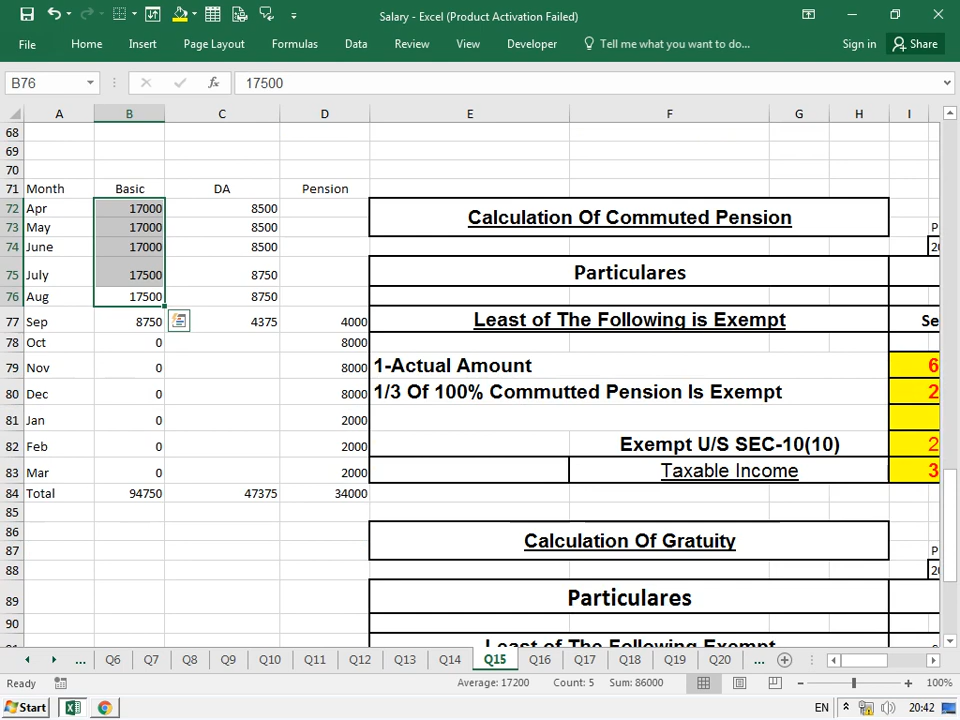 Salary - Excel (Product Activation Failed)
File Home Insert Page Layout Formulas Data Review View Developer Tell me what you want to do... Sign in Share
B76 fx 17500
A B C D E F G H I
68
69
70
71 Month Basic DA Pension
72 Apr 17000 8500
Calculation Of Commuted Pension
73 May 17000 8500 P
74 June 17000 8500 20
75 July 17500 8750 Particulares
76 Aug 17500 8750
77 Sep 8750 4375 4000 Least of The Following is Exempt Se
78 Oct 0 8000
79 Nov 0 8000 1-Actual Amount 6
80 Dec 0 8000 1/3 Of 100% Commutted Pension Is Exempt 2
81 Jan 0 2000
82 Feb 0 2000 Exempt U/S SEC-10(10) 2
83 Mar 0 2000 Taxable Income 3
84 Total 94750 47375 34000
85
86
Calculation Of Gratuity
87 P
88 20
89 Particulares
90
Least of The Following Exempt
... Q6 Q7 Q8 Q9 Q10 Q11 Q12 Q13 Q14 Q15 Q16 Q17 Q18 Q19 Q20 ...
Ready Average: 17200 Count: 5 Sum: 86000 100%
Start EN 20:42